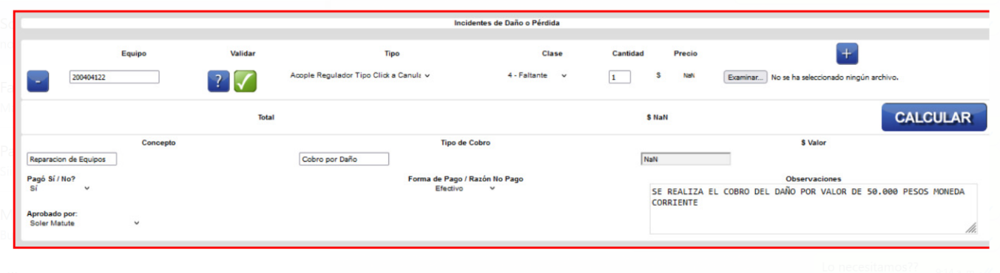 Incidentes de Daño o Pérdida
Equipo Validar Tipo Clase Cantidad Precio +
- 200404122 ? Acople Regulador Tipo Click a Canula 4 - Faltante 1 $ NaN Examinar... No se ha seleccionado ningún archivo.
Total $ NaN CALCULAR
Concepto Tipo de Cobro $ Valor
Reparacion de Equipos Cobro por Daño NaN
Pagó Sí / No? Forma de Pago / Razón No Pago Observaciones
Sí Efectivo SE REALIZA EL COBRO DEL DAÑO POR VALOR DE 50.000 PESOS MONEDA
CORRIENTE
Aprobado por:
Soler Matute
Lo necesitamos??